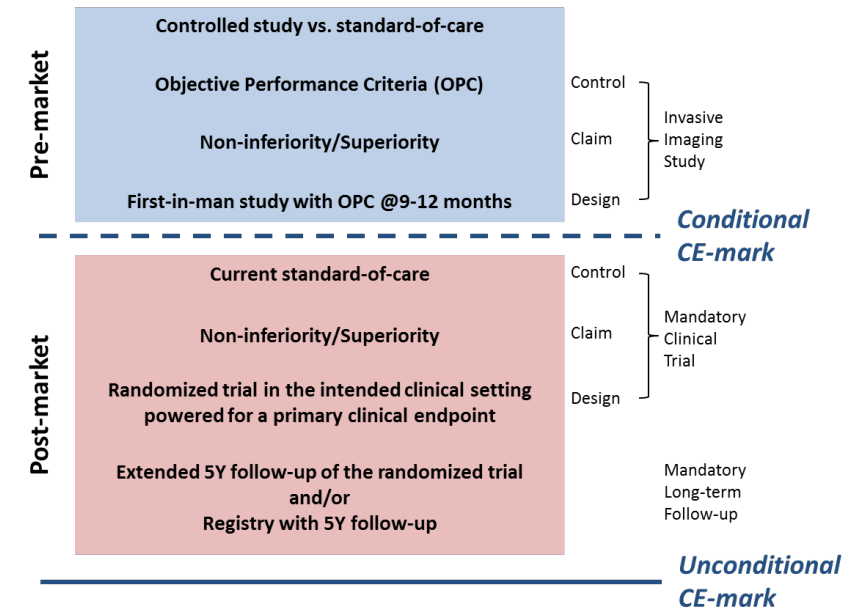 Pre-market
Controlled study vs. standard-of-care
Objective Performance Criteria (OPC)
Control
Non-inferiority/Superiority
Claim
First-in-man study with OPC @9-12 months
Design
Invasive
Imaging
Study
Conditional
CE-mark
Post-market
Current standard-of-care
Control
Non-inferiority/Superiority
Claim
Randomized trial in the intended clinical setting
powered for a primary clinical endpoint
Design
Mandatory
Clinical
Trial
Extended 5Y follow-up of the randomized trial
and/or
Registry with 5Y follow-up
Mandatory
Long-term
Follow-up
Unconditional
CE-mark